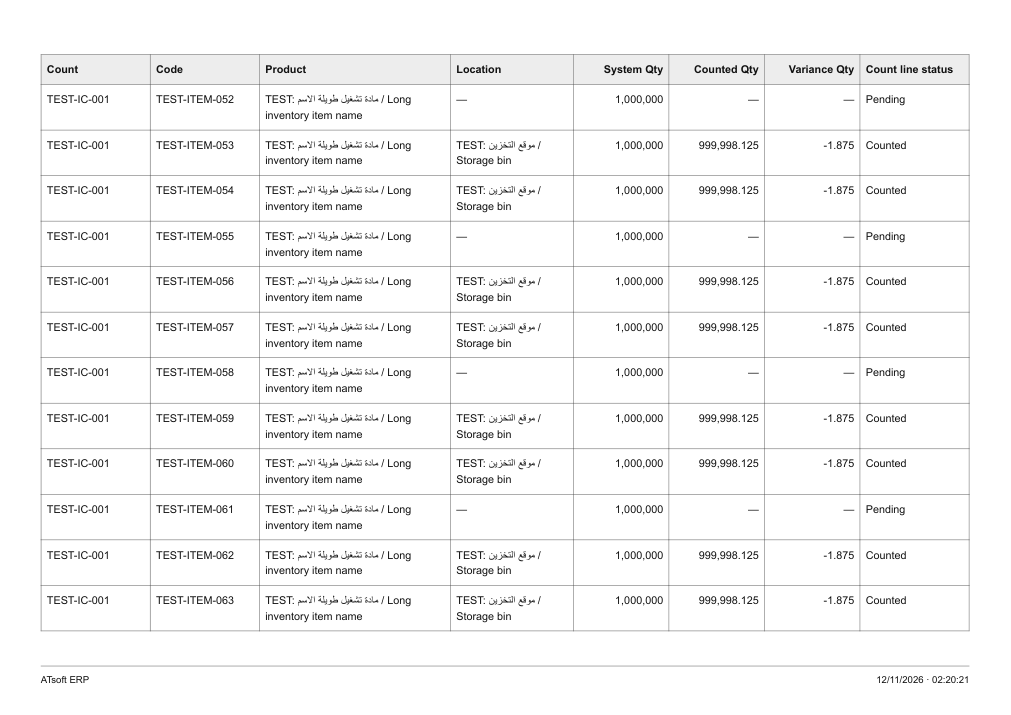 Count Code Product Location System Qty Counted Qty Variance Qty Count line status
TEST-IC-001 TEST-ITEM-052 TEST: مادة تشغيل طويلة الاسم / Long — 1,000,000 — — Pending
inventory item name
TEST-IC-001 TEST-ITEM-053 TEST: مادة تشغيل طويلة الاسم / Long TEST: موقع التخزين / 1,000,000 999,998.125 -1.875 Counted
inventory item name Storage bin
TEST-IC-001 TEST-ITEM-054 TEST: مادة تشغيل طويلة الاسم / Long TEST: موقع التخزين / 1,000,000 999,998.125 -1.875 Counted
inventory item name Storage bin
TEST-IC-001 TEST-ITEM-055 TEST: مادة تشغيل طويلة الاسم / Long — 1,000,000 — — Pending
inventory item name
TEST-IC-001 TEST-ITEM-056 TEST: مادة تشغيل طويلة الاسم / Long TEST: موقع التخزين / 1,000,000 999,998.125 -1.875 Counted
inventory item name Storage bin
TEST-IC-001 TEST-ITEM-057 TEST: مادة تشغيل طويلة الاسم / Long TEST: موقع التخزين / 1,000,000 999,998.125 -1.875 Counted
inventory item name Storage bin
TEST-IC-001 TEST-ITEM-058 TEST: مادة تشغيل طويلة الاسم / Long — 1,000,000 — — Pending
inventory item name
TEST-IC-001 TEST-ITEM-059 TEST: مادة تشغيل طويلة الاسم / Long TEST: موقع التخزين / 1,000,000 999,998.125 -1.875 Counted
inventory item name Storage bin
TEST-IC-001 TEST-ITEM-060 TEST: مادة تشغيل طويلة الاسم / Long TEST: موقع التخزين / 1,000,000 999,998.125 -1.875 Counted
inventory item name Storage bin
TEST-IC-001 TEST-ITEM-061 TEST: مادة تشغيل طويلة الاسم / Long — 1,000,000 — — Pending
inventory item name
TEST-IC-001 TEST-ITEM-062 TEST: مادة تشغيل طويلة الاسم / Long TEST: موقع التخزين / 1,000,000 999,998.125 -1.875 Counted
inventory item name Storage bin
TEST-IC-001 TEST-ITEM-063 TEST: مادة تشغيل طويلة الاسم / Long TEST: موقع التخزين / 1,000,000 999,998.125 -1.875 Counted
inventory item name Storage bin
ATsoft ERP 12/11/2026 · 02:20:21